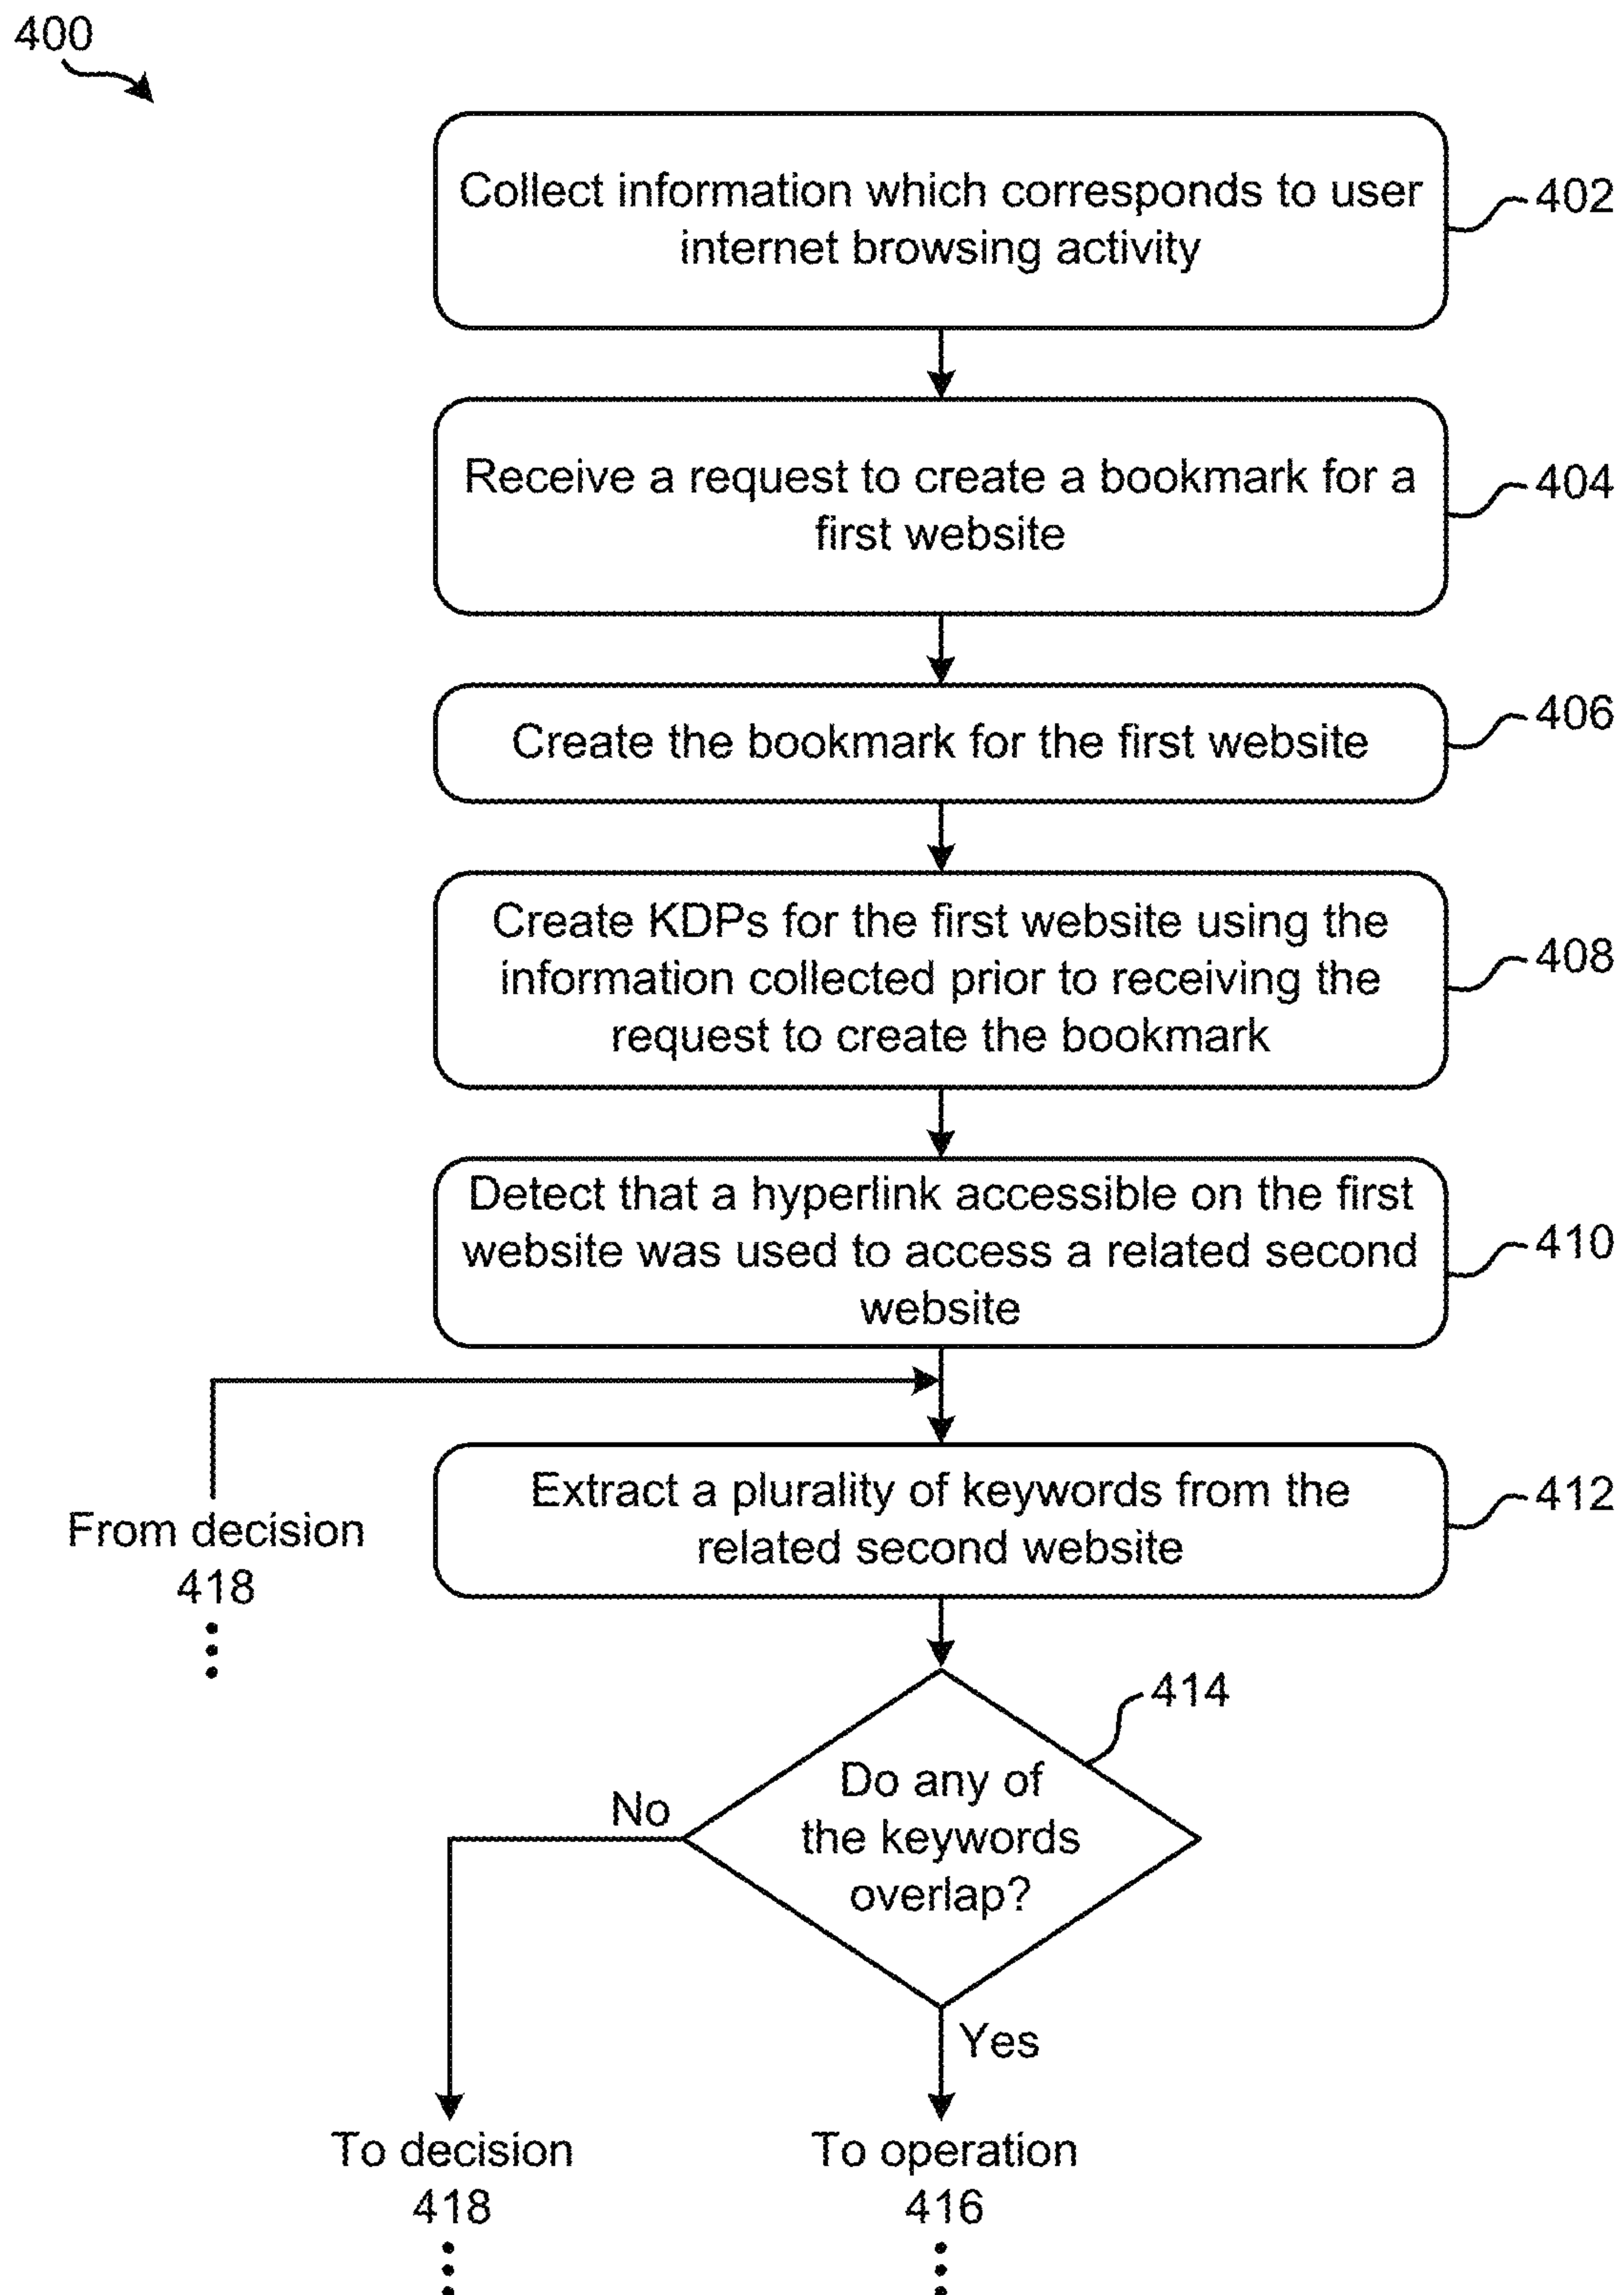 400
Collect information which corresponds to user
internet browsing activity
402
Receive a request to create a bookmark for a
first website
404
Create the bookmark for the first website
406
Create KDPs for the first website using the
information collected prior to receiving the
request to create the bookmark
408
Detect that a hyperlink accessible on the first
website was used to access a related second
website
410
From decision
418
Extract a plurality of keywords from the
related second website
412
Do any of
the keywords
overlap?
414
No
Yes
To decision
418
To operation
416